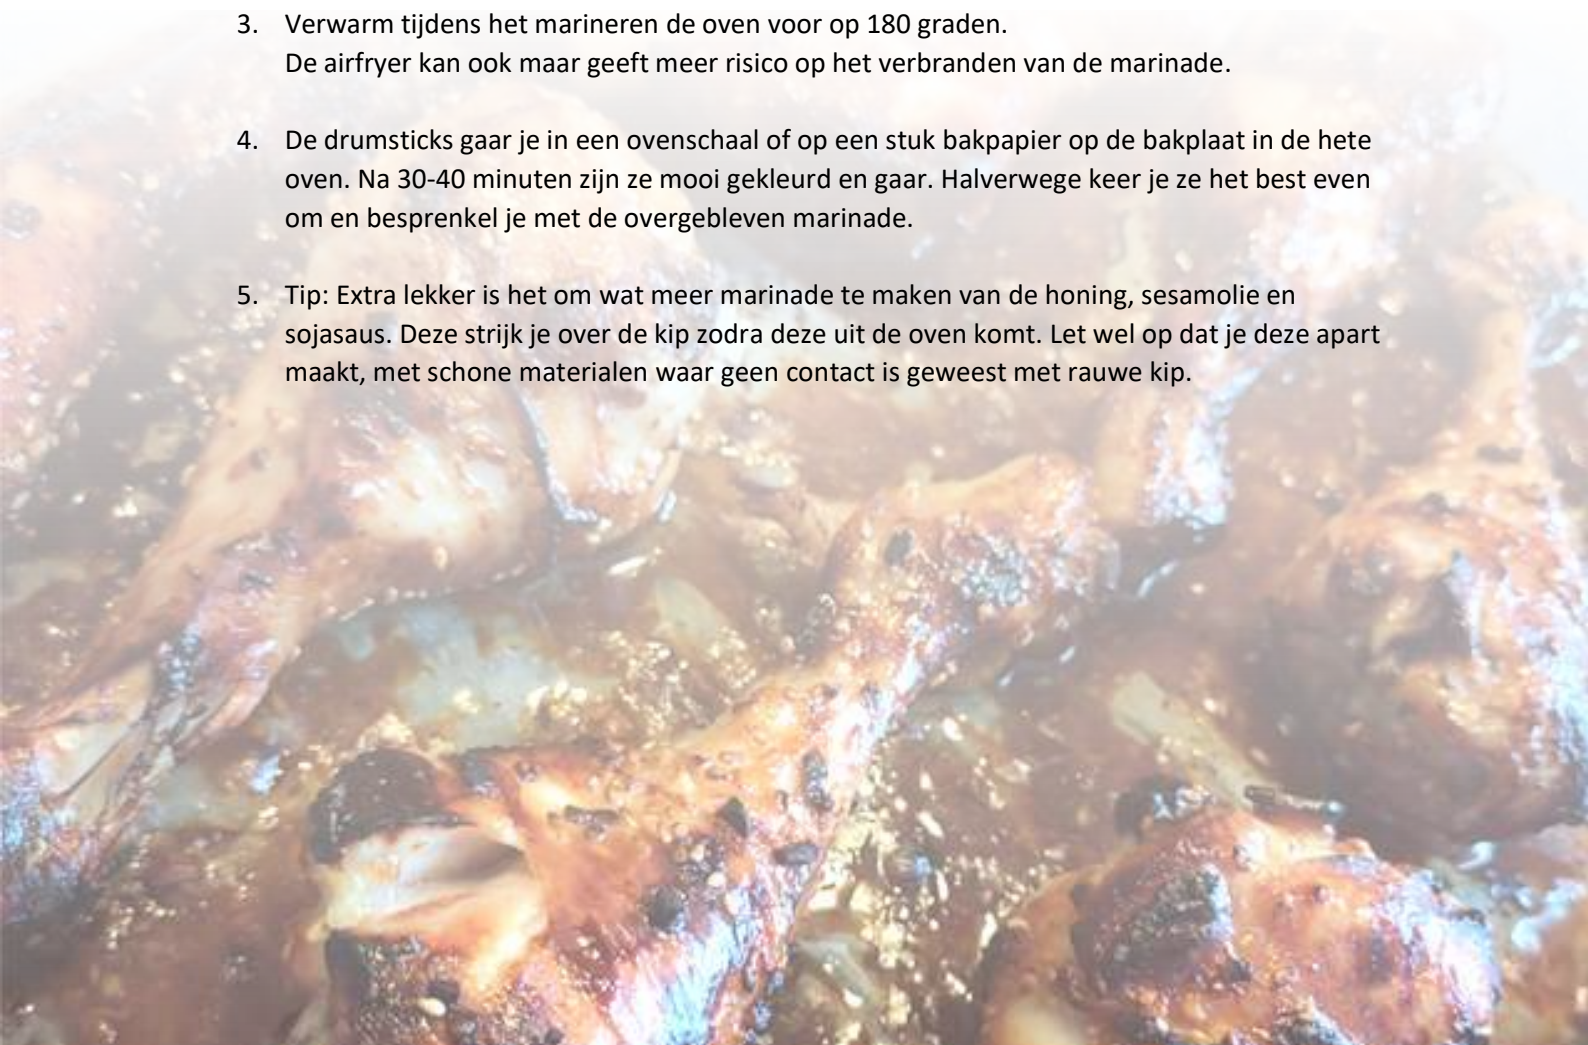 3. Verwarm tijdens het marineren de oven voor op 180 graden.
De airfryer kan ook maar geeft meer risico op het verbranden van de marinade.
4. De drumsticks gaar je in een ovenschaal of op een stuk bakpapier op de bakplaat in de hete
oven. Na 30-40 minuten zijn ze mooi gekleurd en gaar. Halverwege keer je ze het best even
om en besprenkel je met de overgebleven marinade.
5. Tip: Extra lekker is het om wat meer marinade te maken van de honing, sesamolie en
sojasaus. Deze strijk je over de kip zodra deze uit de oven komt. Let wel op dat je deze apart
maakt, met schone materialen waar geen contact is geweest met rauwe kip.